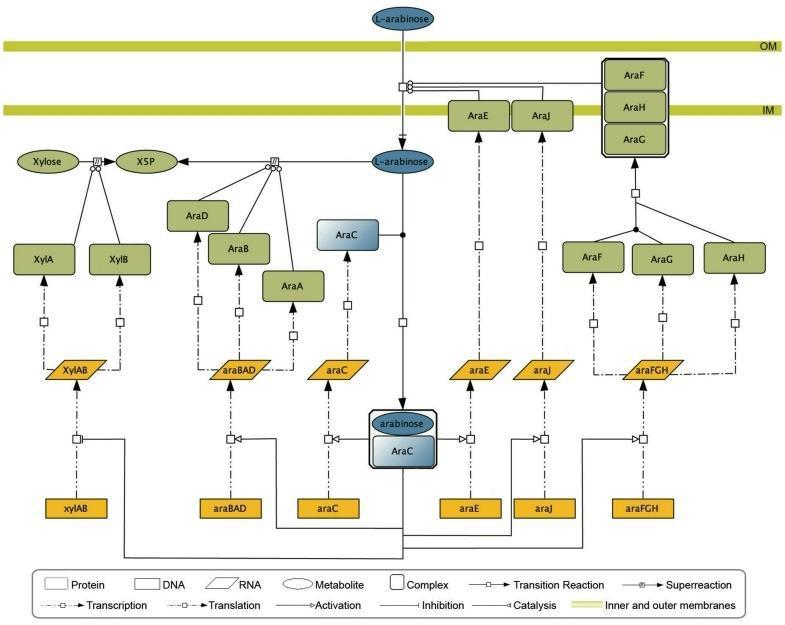 L-arabinose
OM
AraF
AraH
IM
AraE AraJ
AraG
Xylose X5P L-arabinose
AraD
AraC
AraB
XylA XylB AraF AraG AraH
AraA
XylAB araBAD araC araE araJ araFGH
arabinose
AraC
xylAB araBAD araC araE araJ araFGH
Protein DNA RNA Metabolite Complex Transition Reaction Superreaction
Transcription Translation Activation Inhibition Catalysis Inner and outer membranes